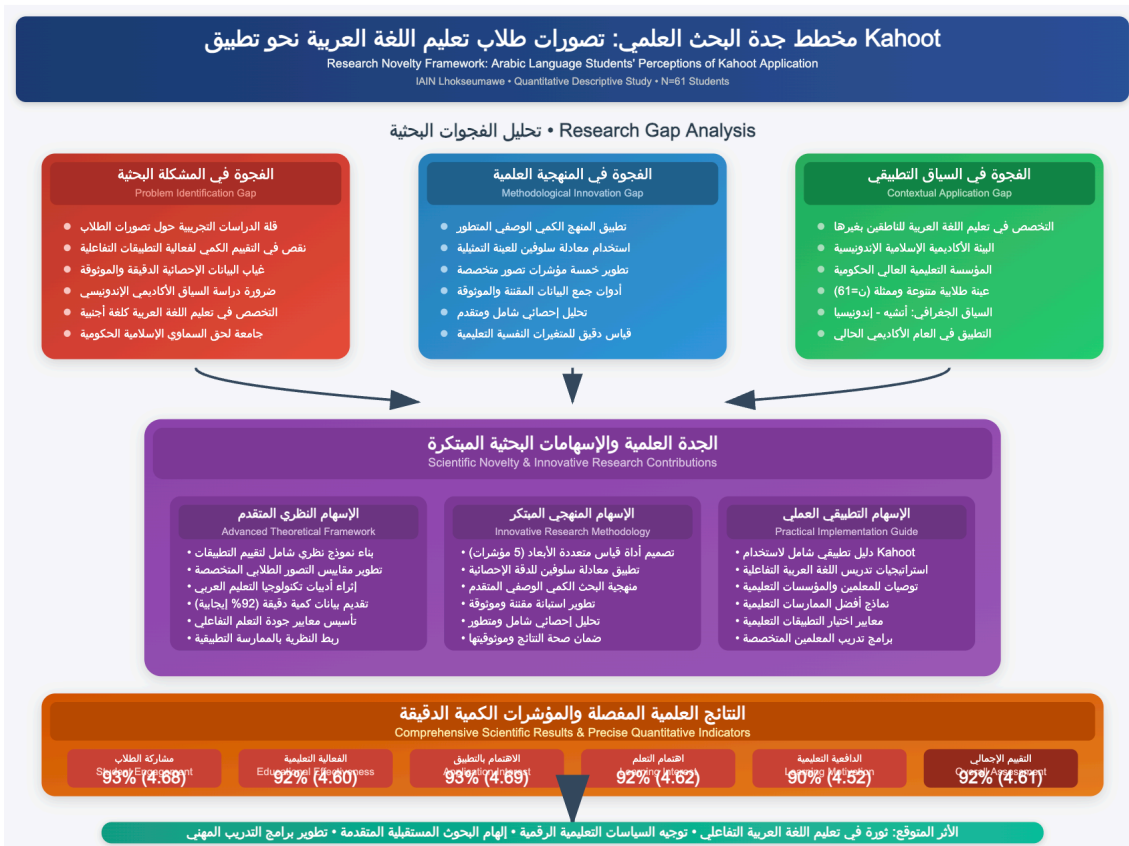 مخطط جدة البحث العلمي: تصورات طلاب تعليم اللغة العربية نحو تطبيق Kahoot
Research Novelty Framework: Arabic Language Students' Perceptions of Kahoot Application
IAIN Lhokseumawe • Quantitative Descriptive Study • N=61 Students
تحليل الفجوات البحثية • Research Gap Analysis
الفجوة في المشكلة البحثية
Problem Identification Gap
قلة الدراسات التجريبية حول تصورات الطلاب
نقص في التقييم الكمي لفعالية التطبيقات التفاعلية
غياب البيانات الإحصائية الدقيقة والموثوقة
ضرورة دراسة السياق الأكاديمي الإندونيسي
التخصص في تعليم اللغة العربية كلغة أجنبية
جامعة لحق السماوي الإسلامية الحكومية
الفجوة في المنهجية العلمية
Methodological Innovation Gap
تطبيق المنهج الكمي الوصفي المتطور
استخدام معادلة سلوفين للعينة التمثيلية
تطوير خمسة مؤشرات تصور متخصصة
أدوات جمع البيانات المقننة والموثوقة
تحليل إحصائي شامل ومتقدم
قياس دقيق للمتغيرات النفسية التعليمية
الفجوة في السياق التطبيقي
Contextual Application Gap
التخصص في تعليم اللغة العربية للناطقين بغيرها
البيئة الأكاديمية الإسلامية الإندونيسية
المؤسسة التعليمية العالي الحكومية
عينة طلابية متنوعة وممثلة (ن=61)
السياق الجغرافي: أتشيه - إندونيسيا
التطبيق في العام الأكاديمي الحالي
الجدة العلمية والإسهامات البحثية المبتكرة
Scientific Novelty & Innovative Research Contributions
الإسهام النظري المتقدم
Advanced Theoretical Framework
• بناء نموذج نظري شامل لتقييم التطبيقات
• تطوير مقاييس التصور الطلابي المتخصصة
• إثراء أدبيات تكنولوجيا التعليم العربي
• تقديم بيانات كمية دقيقة (92% إيجابية)
• تأسيس معايير جودة التعلم التفاعلي
• ربط النظرية بالممارسة التطبيقية
الإسهام المنهجي المبتكر
Innovative Research Methodology
• تصميم أداة قياس متعددة الأبعاد (5 مؤشرات)
• تطبيق معادلة سلوفين للدقة الإحصائية
• منهجية البحث الكمي الوصفي المتقدم
• تطوير استبانة مقننة وموثوقة
• تحليل إحصائي شامل ومتطور
• ضمان صحة النتائج وموثوقيتها
الإسهام التطبيقي العملي
Practical Implementation Guide
• دليل تطبيقي شامل لاستخدام Kahoot
• استراتيجيات تدريس اللغة العربية التفاعلية
• توصيات للمعلمين والمؤسسات التعليمية
• نماذج أفضل الممارسات التعليمية
• معايير اختيار التطبيقات التعليمية
• برامج تدريب المعلمين المتخصصة
النتائج العلمية المفصلة والمؤشرات الكمية الدقيقة
Comprehensive Scientific Results & Precise Quantitative Indicators
مشاركة الطلاب
Student Engagement
93% (4.68)
الفعالية التعليمية
Educational Effectiveness
92% (4.60)
الاهتمام بالتطبيق
Application Interest
93% (4.69)
اهتمام التعلم
Learning Interest
92% (4.62)
الدافعية التعليمية
Learning Motivation
90% (4.52)
التقييم الإجمالي
Overall Assessment
92% (4.61)
الأثر المتوقع: ثورة في تعليم اللغة العربية التفاعلي • توجيه السياسات التعليمية الرقمية • إلهام البحوث المستقبلية المتقدمة • تطوير برامج التدريب المهني